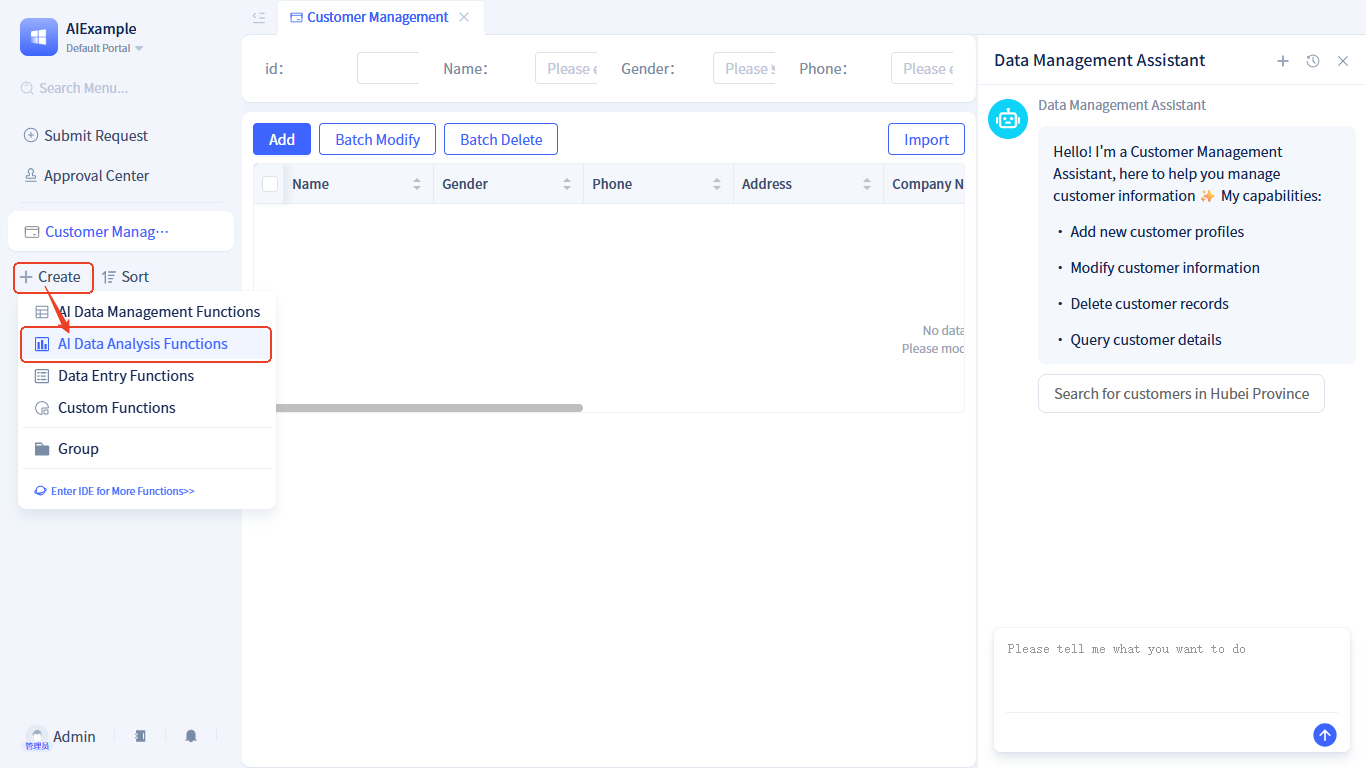 AIExample
Default Portal
Search Menu...
Submit Request
Approval Center
Customer Manag···
Create
Sort
AI Data Management Functions
AI Data Analysis Functions
Data Entry Functions
Custom Functions
Group
Enter IDE for More Functions>>
Admin
管理员
Customer Management
id:
Name:
Please e
Gender:
Please
Phone:
Please e
Add
Batch Modify
Batch Delete
Import
Name
Gender
Phone
Address
Company N
No data
Please mod
Data Management Assistant
Data Management Assistant
Hello! I'm a Customer Management
Assistant, here to help you manage
customer information ✨ My capabilities:
• Add new customer profiles
• Modify customer information
• Delete customer records
• Query customer details
Search for customers in Hubei Province
Please tell me what you want to do